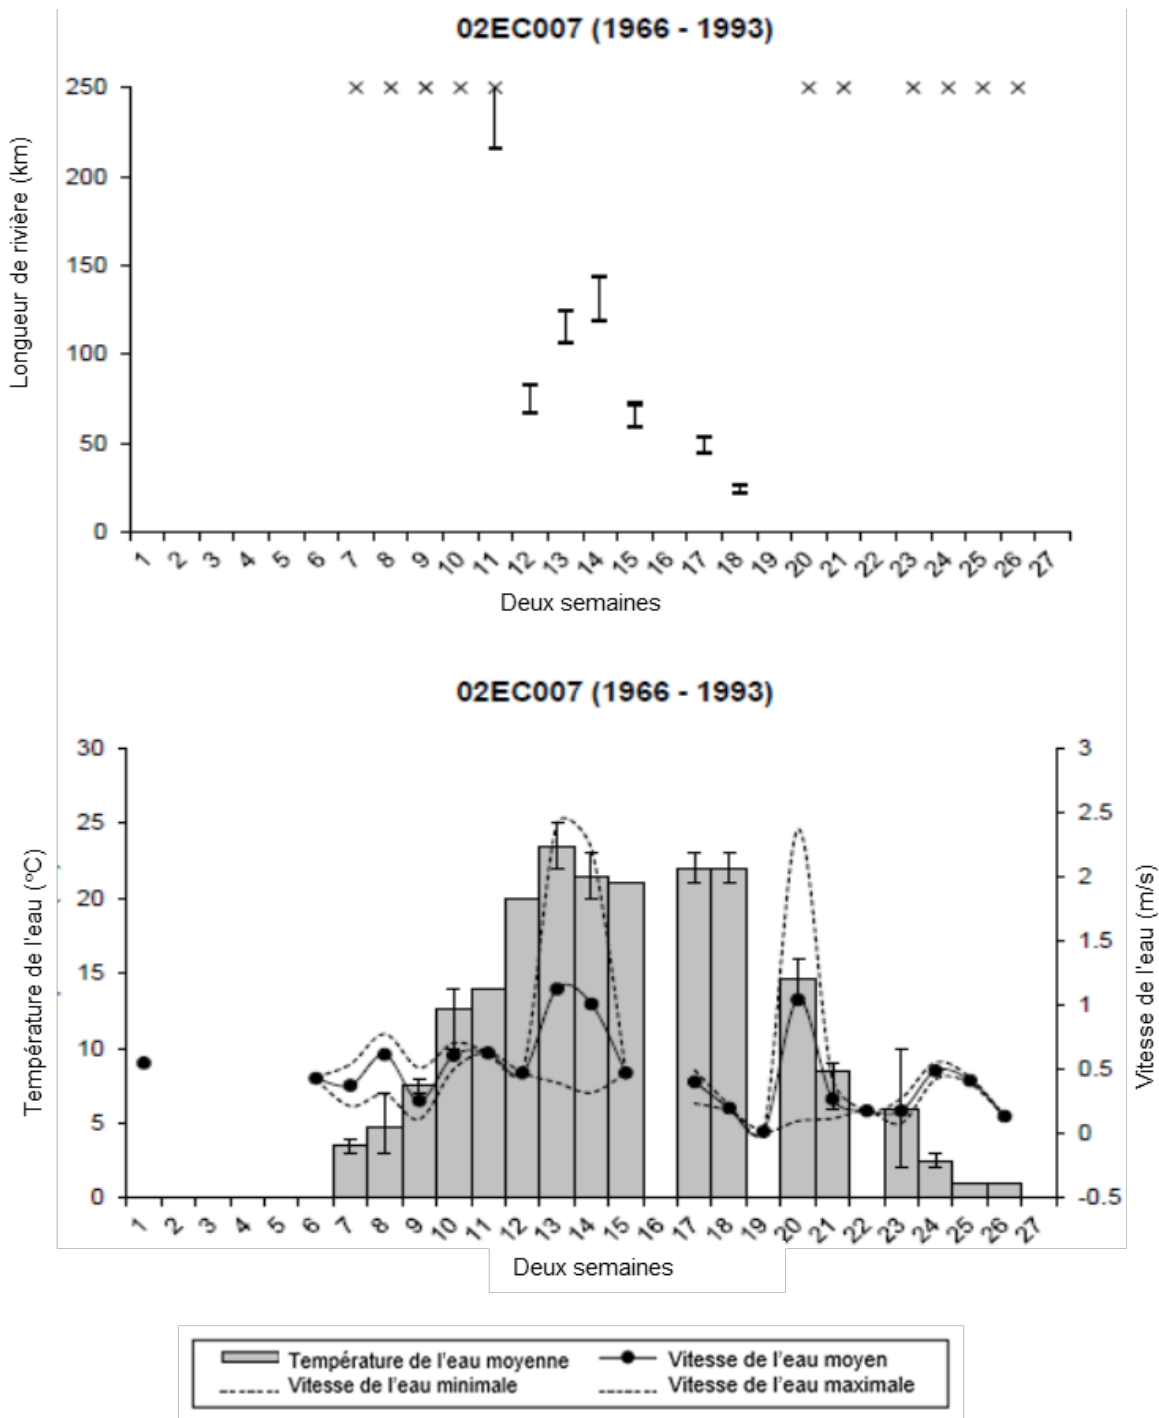 02EC007 (1966 - 1993)
250
200
150
100
50
0
Longueur de rivière (km)
1 2 3 4 5 6 7 8 9 10 11 12 13 14 15 16 17 18 19 20 21 22 23 24 25 26 27
Deux semaines
02EC007 (1966 - 1993)
30
25
20
15
10
5
0
Température de l'eau (°C)
3
2.5
2
1.5
1
0.5
0
-0.5
Vitesse de l'eau (m/s)
1 2 3 4 5 6 7 8 9 10 11 12 13 14 15 16 17 18 19 20 21 22 23 24 25 26 27
Deux semaines
Température de l'eau moyenne Vitesse de l'eau moyen
Vitesse de l'eau minimale Vitesse de l'eau maximale